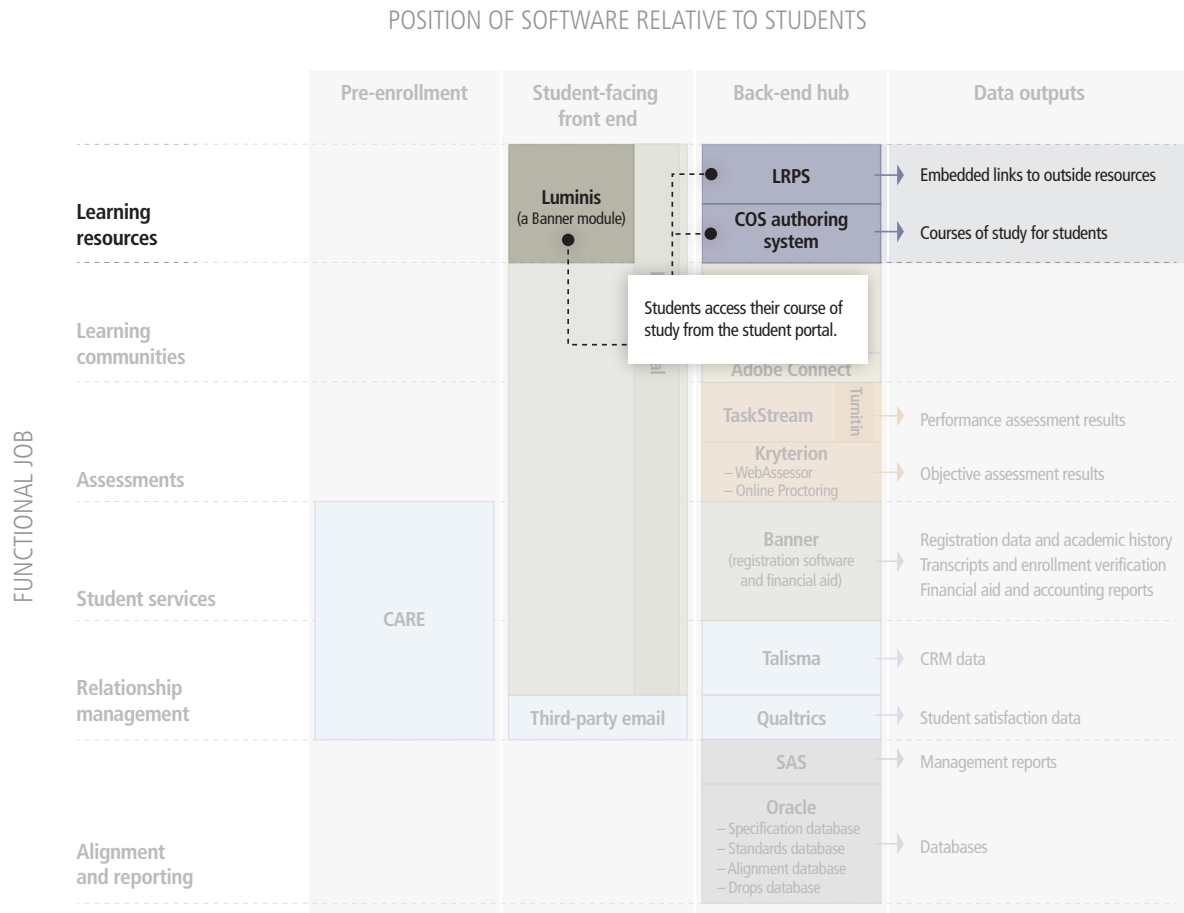 POSITION OF SOFTWARE RELATIVE TO STUDENTS
Pre-enrollment
Student-facing
front end
Back-end hub
Data outputs
FUNCTIONAL JOB
Learning
resources
Luminis
(a Banner module)
LRPS
Embedded links to outside resources
COS authoring
system
Courses of study for students
Students access their course of
study from the student portal.
Learning
communities
Adobe Connect
Assessments
TaskStream
Turnitin
Performance assessment results
Kryterion
– WebAssessor
– Online Proctoring
Objective assessment results
Student services
CARE
Banner
(registration software
and financial aid)
Registration data and academic history
Transcripts and enrollment verification
Financial aid and accounting reports
Relationship
management
Third-party email
Talisma
CRM data
Qualtrics
Student satisfaction data
Alignment
and reporting
SAS
Management reports
Oracle
– Specification database
– Standards database
– Alignment database
– Drops database
Databases